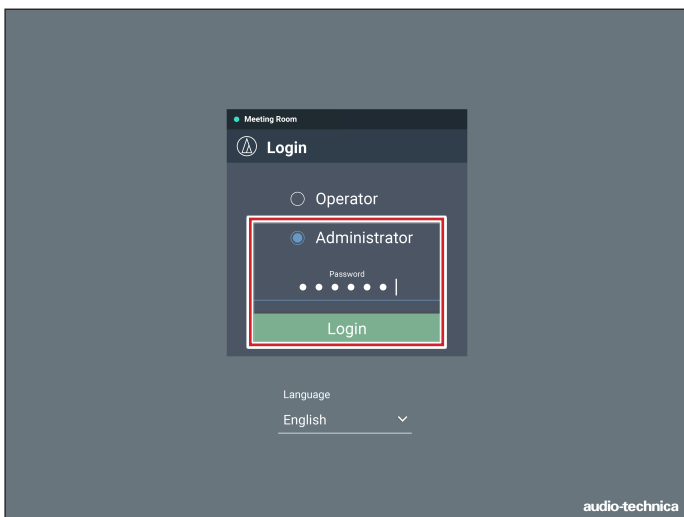 Meeting Room
Login
Operator
Administrator
Password
Login
Language
English
audio-technica